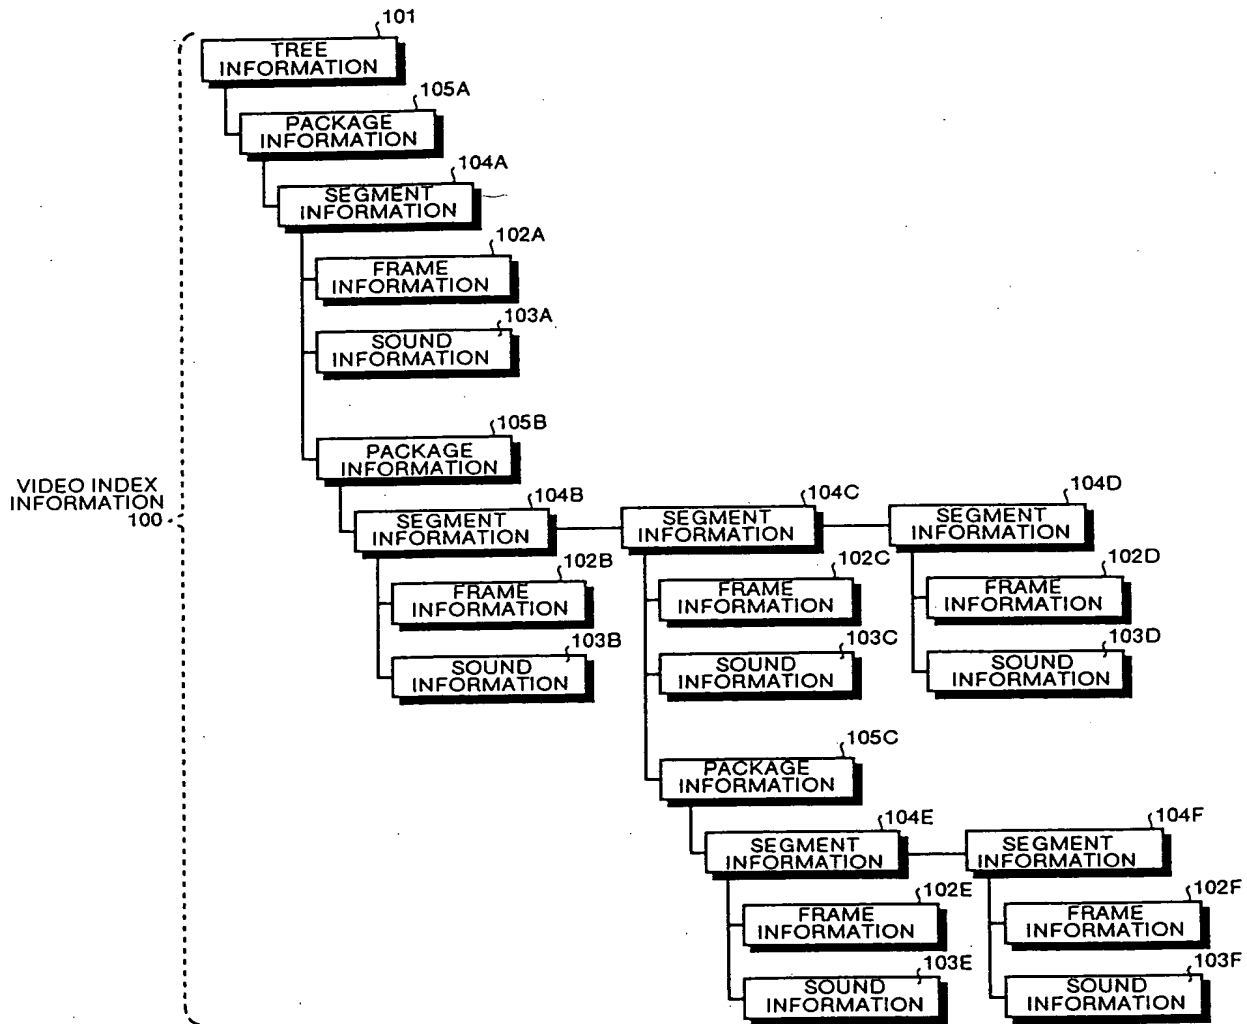 101
TREE
INFORMATION
105A
PACKAGE
INFORMATION
104A
SEGMENT
INFORMATION
102A
FRAME
INFORMATION
103A
SOUND
INFORMATION
105B
PACKAGE
INFORMATION
VIDEO INDEX
INFORMATION
100
104B
SEGMENT
INFORMATION
104C
SEGMENT
INFORMATION
104D
SEGMENT
INFORMATION
102B
FRAME
INFORMATION
102C
FRAME
INFORMATION
102D
FRAME
INFORMATION
103B
SOUND
INFORMATION
103C
SOUND
INFORMATION
103D
SOUND
INFORMATION
105C
PACKAGE
INFORMATION
104E
SEGMENT
INFORMATION
104F
SEGMENT
INFORMATION
102E
FRAME
INFORMATION
102F
FRAME
INFORMATION
103E
SOUND
INFORMATION
103F
SOUND
INFORMATION